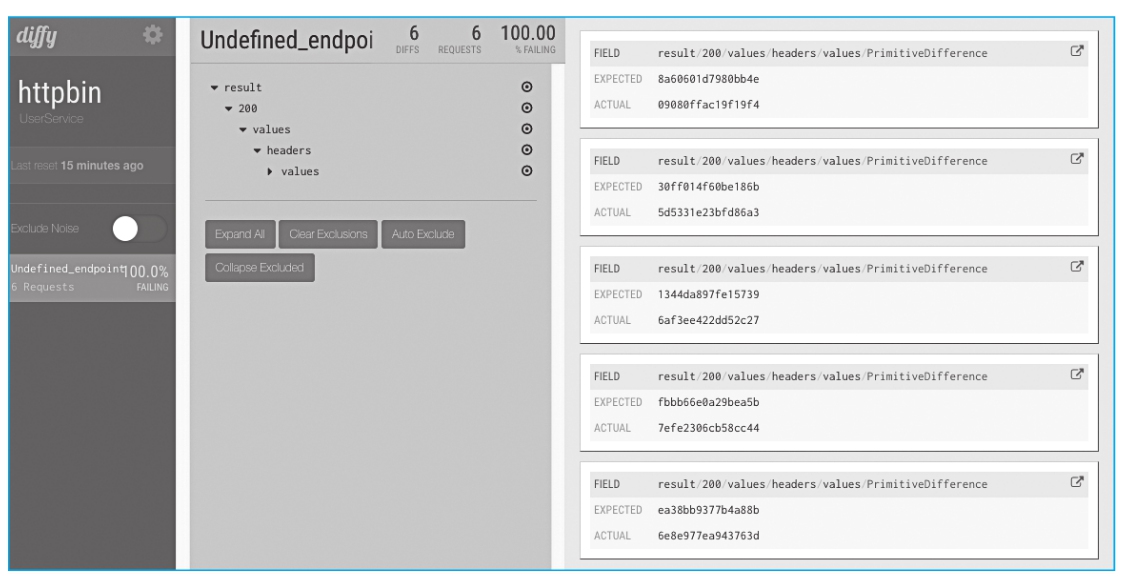 diffy
httpbin
UserService
Last reset 15 minutes ago
Exclude Noise
Undefined_endpoint 100.0%
6 Requests FAILING
Undefined_endpoi 6 6 100.00
DIFFS REQUESTS % FAILING
result
200
values
headers
values
Expand All Clear Exclusions Auto Exclude
Collapse Excluded
FIELD result/200/values/headers/values/PrimitiveDifference
EXPECTED 8a60601d7980bb4e
ACTUAL 09080ffac19f19f4
FIELD result/200/values/headers/values/PrimitiveDifference
EXPECTED 30ff014f60be186b
ACTUAL 5d5331e23bfd86a3
FIELD result/200/values/headers/values/PrimitiveDifference
EXPECTED 1344da897fe15739
ACTUAL 6af3ee422dd52c27
FIELD result/200/values/headers/values/PrimitiveDifference
EXPECTED fbbb66e0a29bea5b
ACTUAL 7efe2306cb58cc44
FIELD result/200/values/headers/values/PrimitiveDifference
EXPECTED ea38bb9377b4a88b
ACTUAL 6e8e977ea943763d